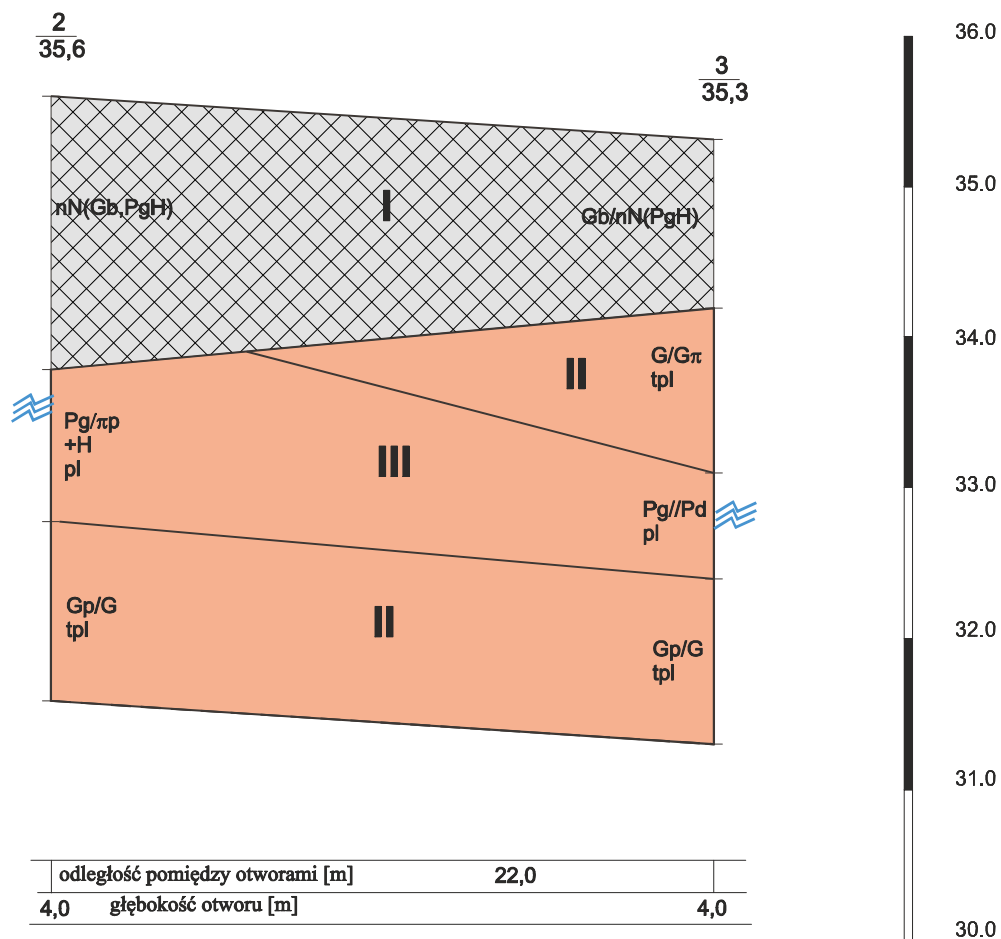 2
35,6
3
35,3
36.0
35.0
34.0
33.0
32.0
31.0
30.0
nN(Gb,PgH)
I
Gb/nN(PgH)
II
G/Gπ
tpl
Pg/πp
+H
pl
III
Pg//Pd
pl
Gp/G
tpl
II
Gp/G
tpl
odległość pomiędzy otworami [m] 22,0
4,0 głębokość otworu [m] 4,0